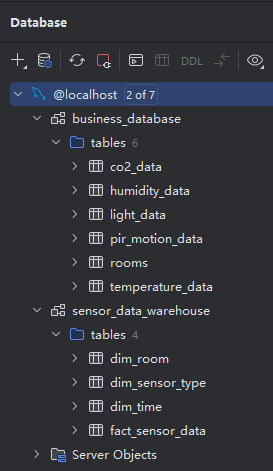 Database
DDL
@localhost 2 of 7
business_database
tables 6
co2_data
humidity_data
light_data
pir_motion_data
rooms
temperature_data
sensor_data_warehouse
tables 4
dim_room
dim_sensor_type
dim_time
fact_sensor_data
Server Objects